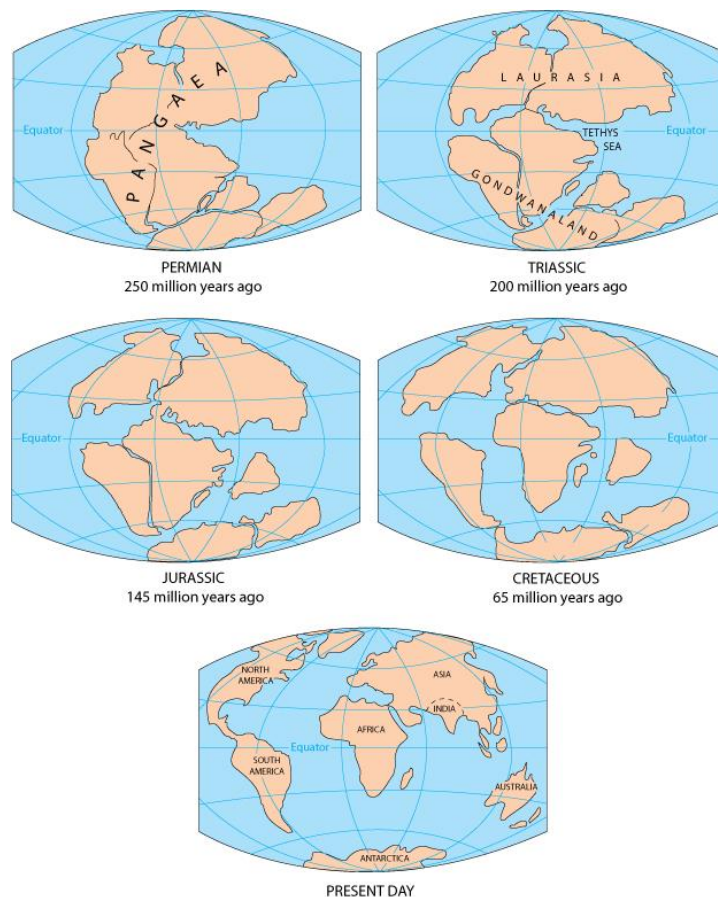 PANGAEA
Equator
PERMIAN
250 million years ago
LAURASIA
TETHYS
SEA
Equator
GONDWANALAND
TRIASSIC
200 million years ago
Equator
JURASSIC
145 million years ago
Equator
CRETACEOUS
65 million years ago
NORTH
AMERICA
ASIA
INDIA
AFRICA
Equator
SOUTH
AMERICA
AUSTRALIA
ANTARCTICA
PRESENT DAY